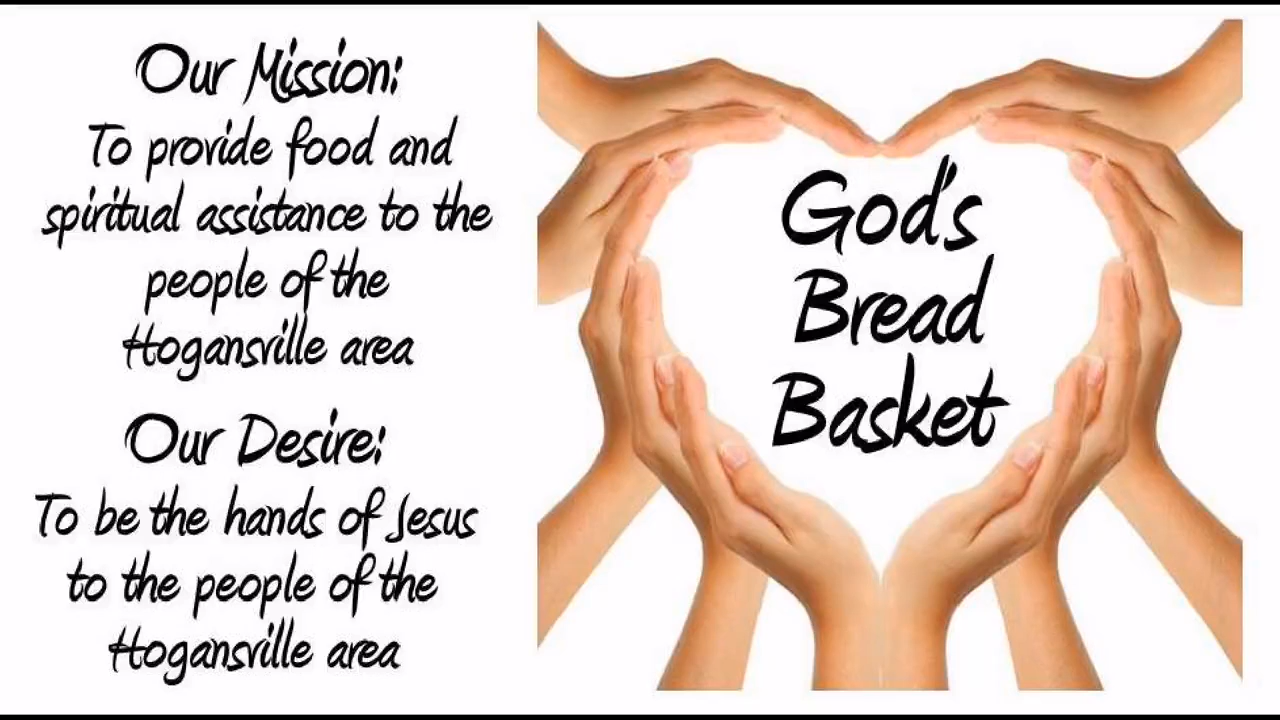 Our Mission:
To provide food and
spiritual assistance to the
people of the
Hogansville area
Our Desire:
To be the hands of Jesus
to the people of the
Hogansville area
God's
Bread
Basket